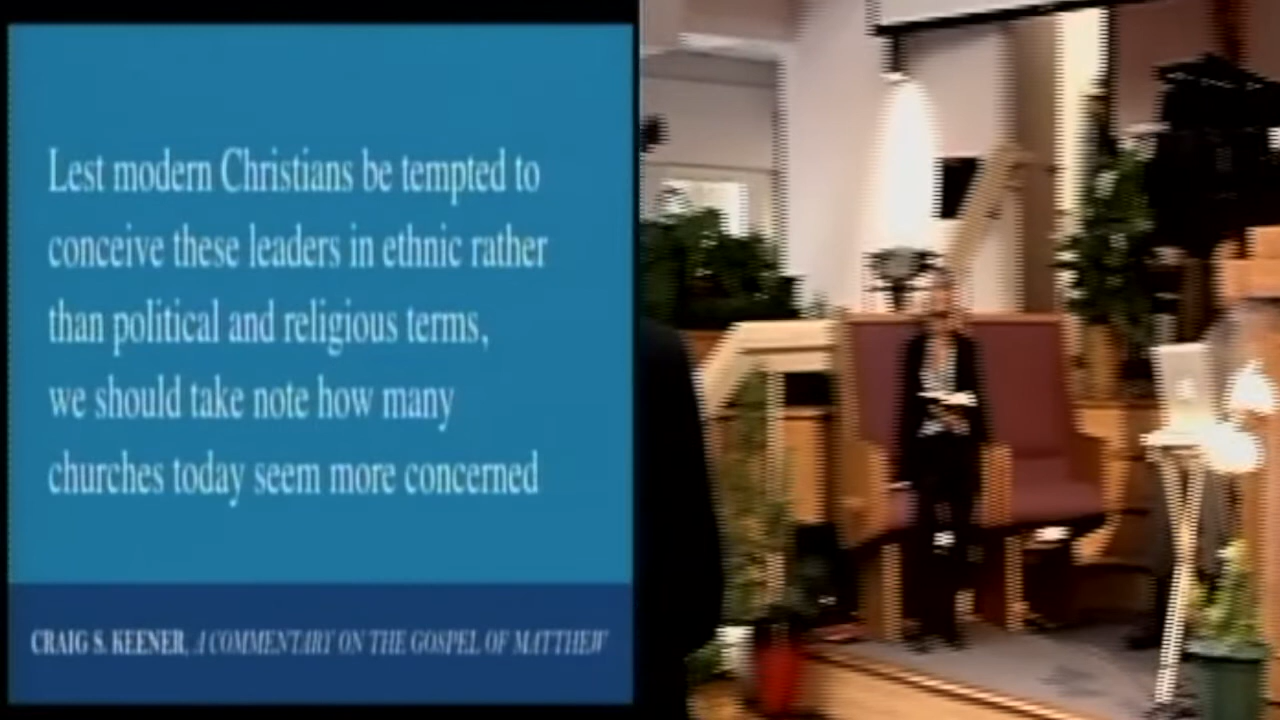 Lest modern Christians be tempted to
conceive these leaders in ethnic rather
than political and religious terms,
we should take note how many
churches today seem more concerned
CRAIG S. KEENER, A COMMENTARY ON THE GOSPEL OF MATTHEW